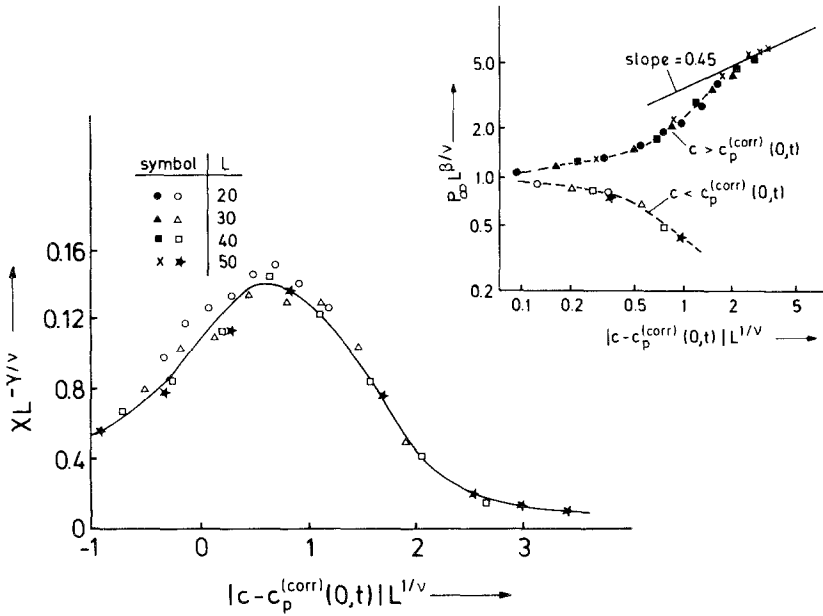 5.0
2.0
1.0
0.5
0.2
P∞ L^β/ν
slope = 0.45
c > c_p^(corr) (0,t)
c < c_p^(corr) (0,t)
0.1 0.2 0.5 1 2 5
|c-c_p^(corr) (0,t)| L^1/ν
symbol L
20
30
40
50
0.16
0.12
0.8
0.4
0
χL^-γ/ν
-1 0 1 2 3
|c-c_p^(corr) (0,t)| L^1/ν